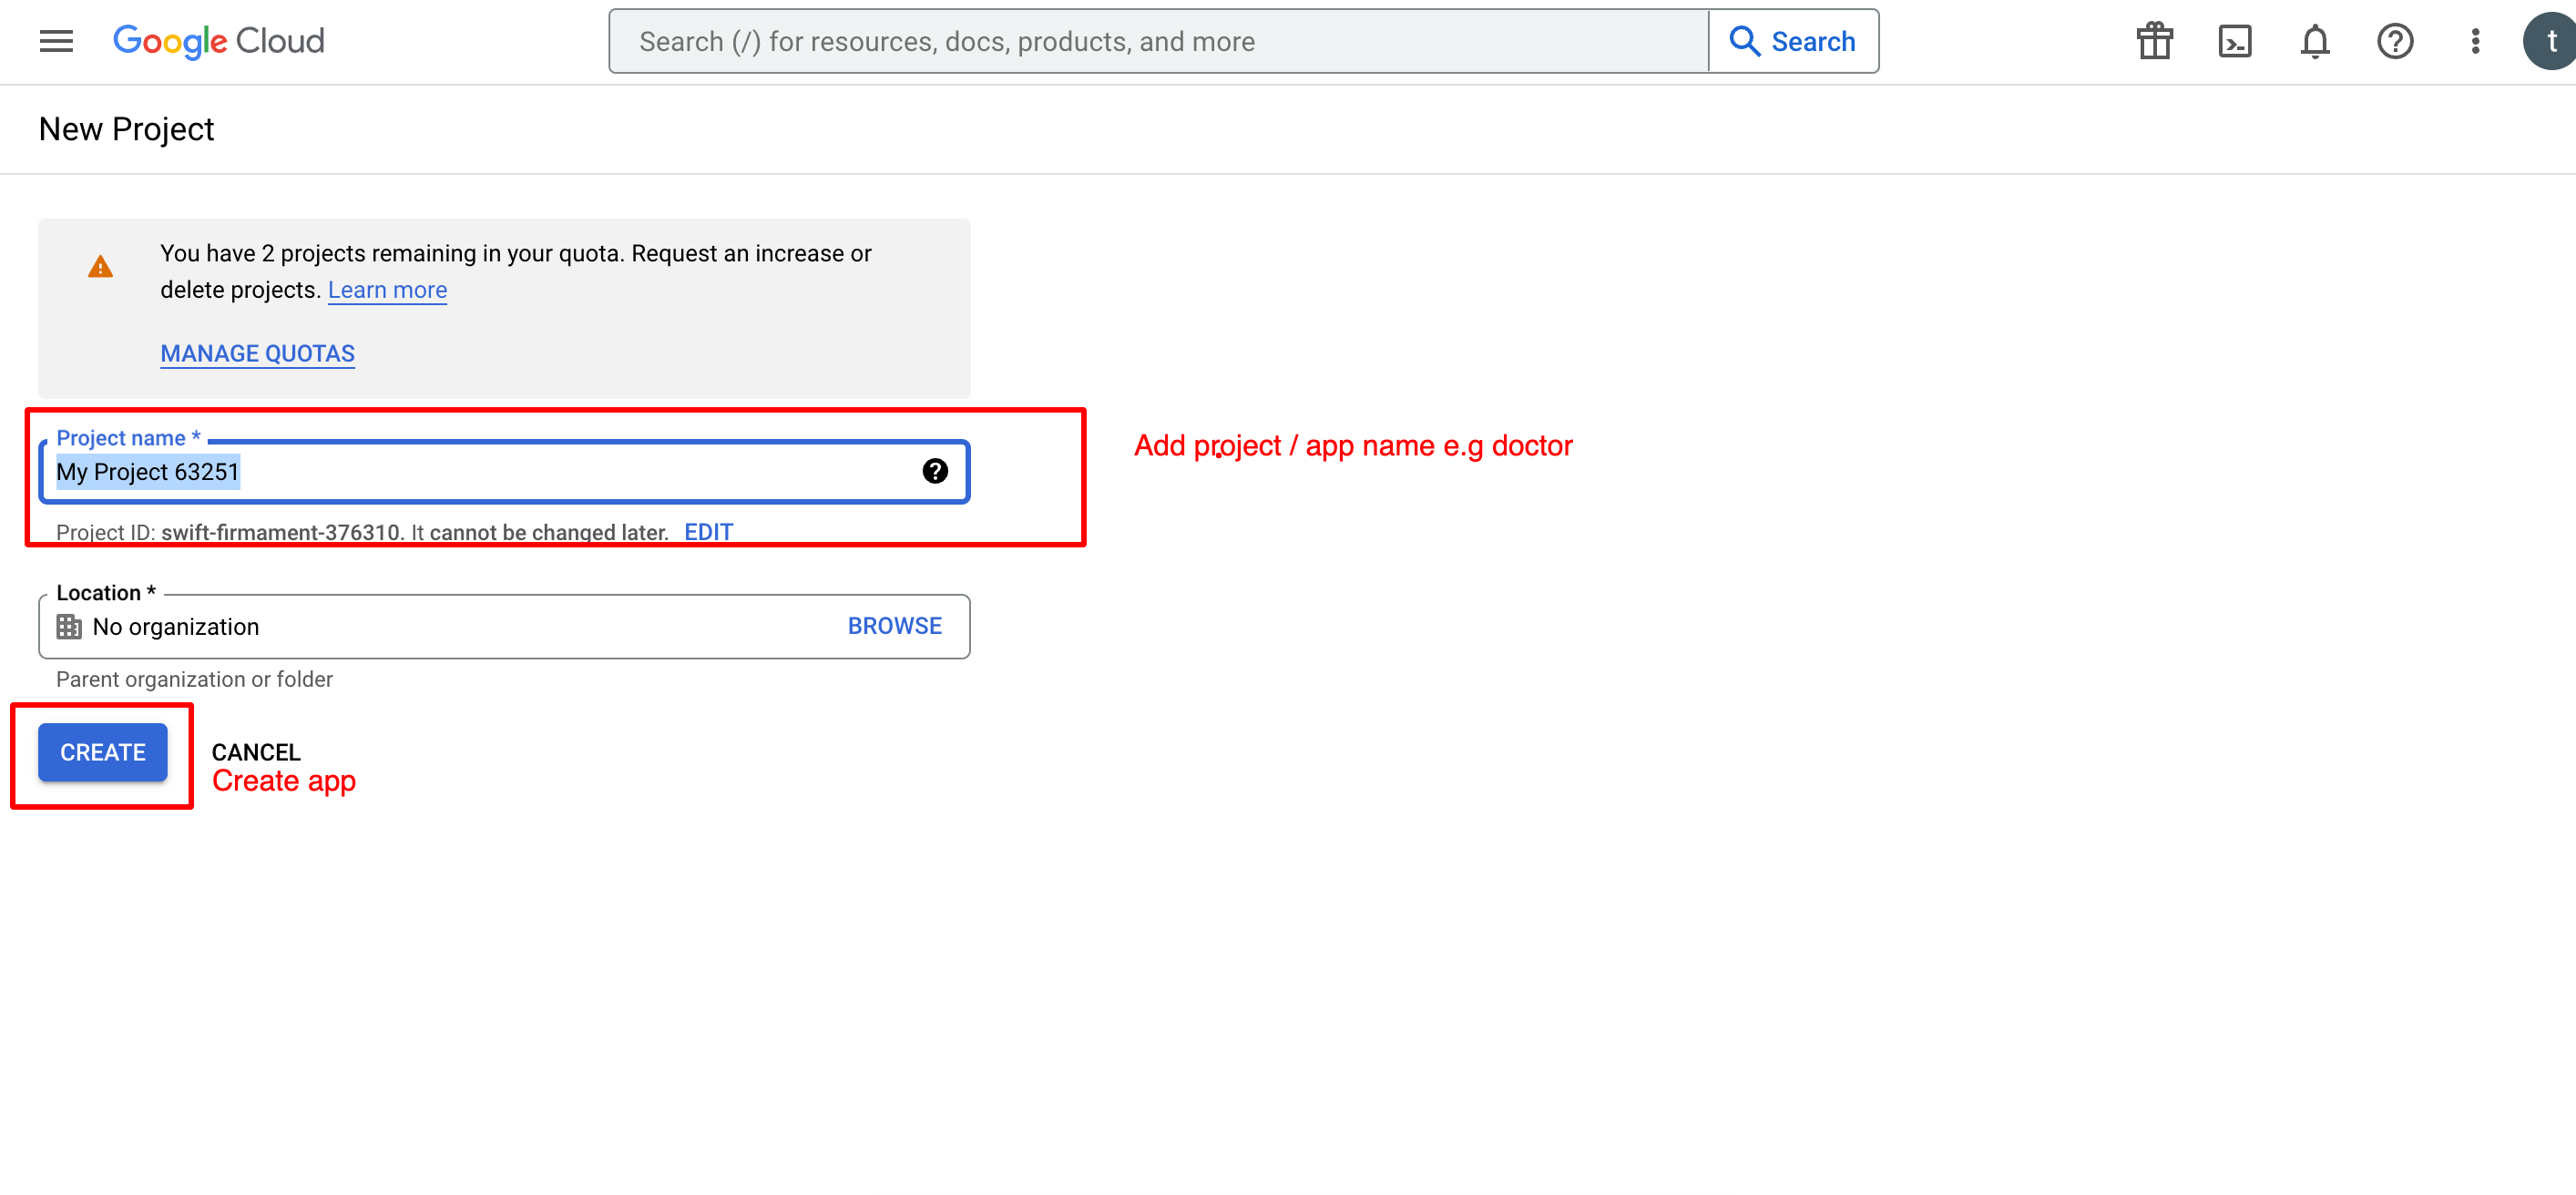 Google Cloud
Search (/) for resources, docs, products, and more
Search
t
New Project
You have 2 projects remaining in your quota. Request an increase or
delete projects. Learn more
MANAGE QUOTAS
Project name *
My Project 63251
Add project / app name e.g doctor
Project ID: swift-firmament-376310. It cannot be changed later. EDIT
Location *
No organization
BROWSE
Parent organization or folder
CREATE
CANCEL
Create app